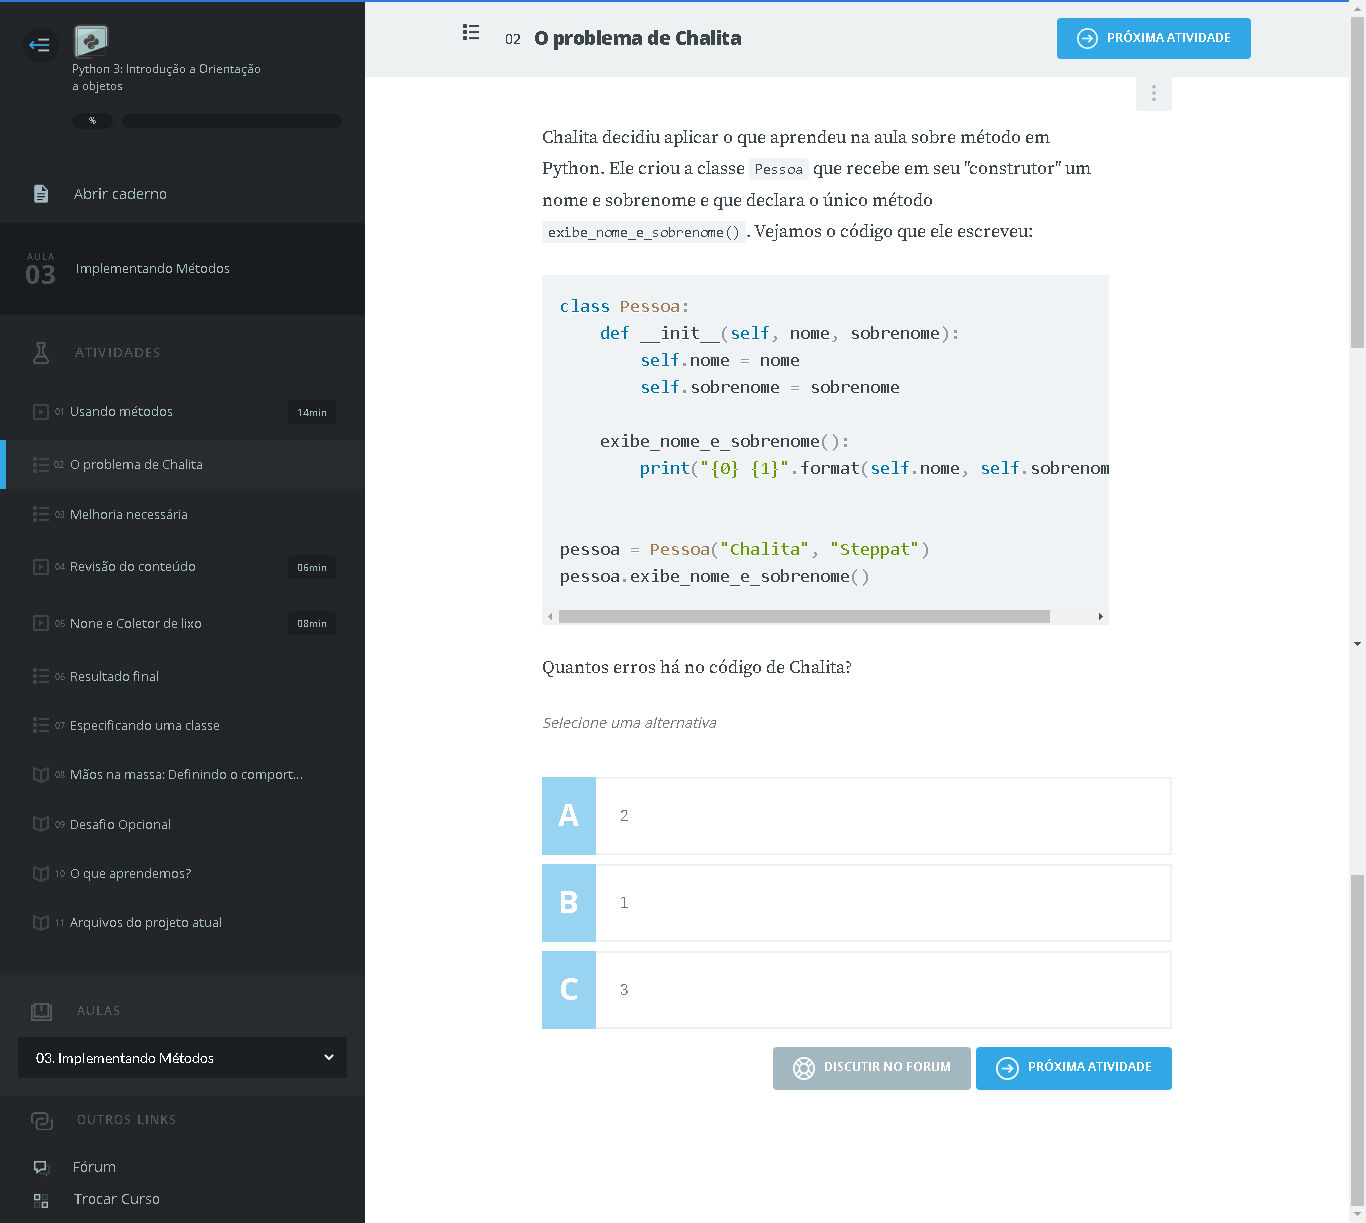 Python 3: Introdução a Orientação
a objetos
%
Abrir caderno
AULA
03
Implementando Métodos
ATIVIDADES
01 Usando métodos 14min
02 O problema de Chalita
03 Melhoria necessária
04 Revisão do conteúdo 06min
05 None e Coletor de lixo 08min
06 Resultado final
07 Especificando uma classe
08 Mãos na massa: Definindo o comport...
09 Desafio Opcional
10 O que aprendemos?
11 Arquivos do projeto atual
AULAS
03. Implementando Métodos
OUTROS LINKS
Fórum
Trocar Curso
02 O problema de Chalita
PRÓXIMA ATIVIDADE
Chalita decidiu aplicar o que aprendeu na aula sobre método em
Python. Ele criou a classe Pessoa que recebe em seu "construtor" um
nome e sobrenome e que declara o único método
exibe_nome_e_sobrenome() . Vejamos o código que ele escreveu:
class Pessoa:
    def __init__(self, nome, sobrenome):
        self.nome = nome
        self.sobrenome = sobrenome
    exibe_nome_e_sobrenome():
        print("{0} {1}".format(self.nome, self.sobrenom
pessoa = Pessoa("Chalita", "Steppat")
pessoa.exibe_nome_e_sobrenome()
Quantos erros há no código de Chalita?
Selecione uma alternativa
A 2
B 1
C 3
DISCUTIR NO FORUM
PRÓXIMA ATIVIDADE